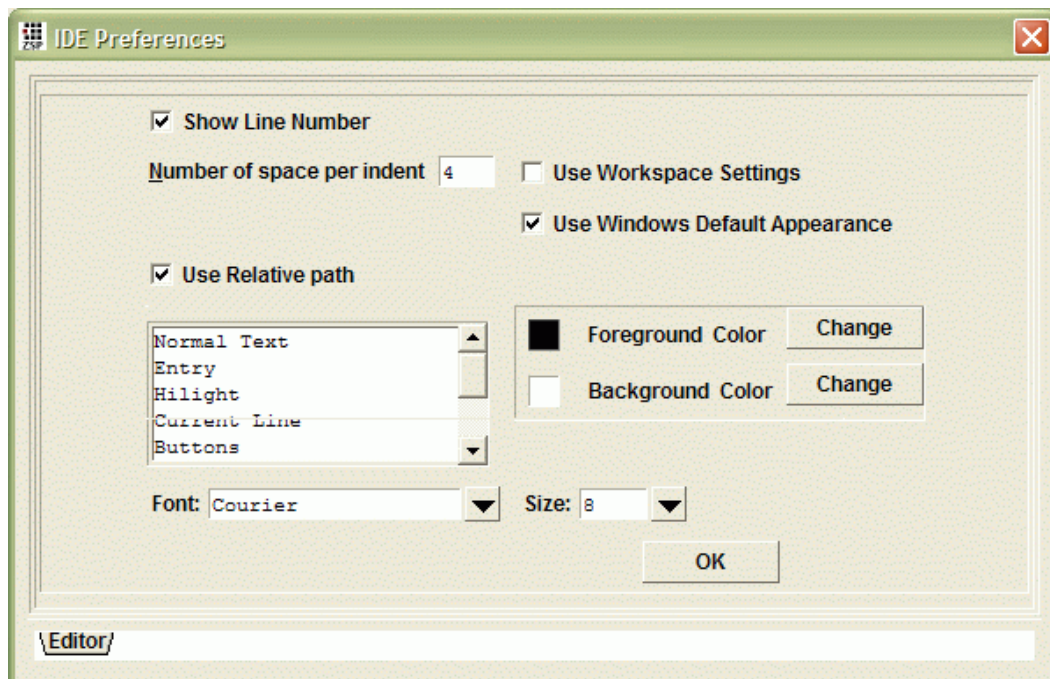 ZSP IDE Preferences
Show Line Number
Number of space per indent 4 Use Workspace Settings
Use Windows Default Appearance
Use Relative path
Normal Text
Entry
Hilight
Current Line
Buttons
Foreground Color Change
Background Color Change
Font: Courier Size: 8
OK
Editor